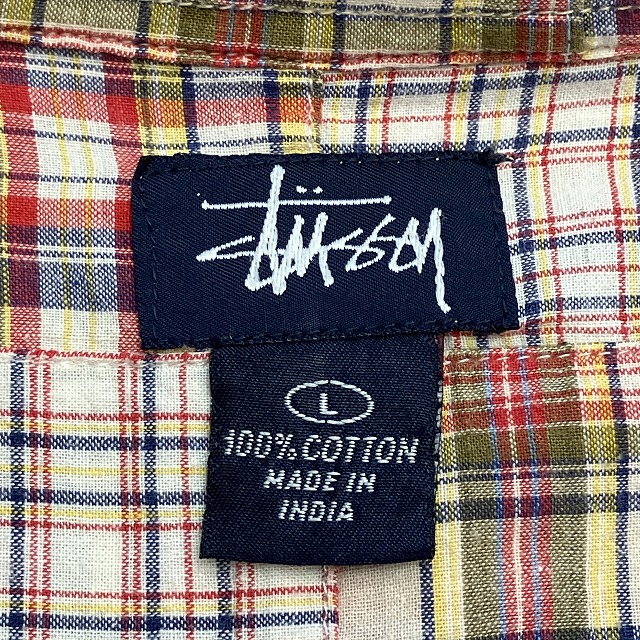 Stüssy
L
100% COTTON
MADE IN
INDIA